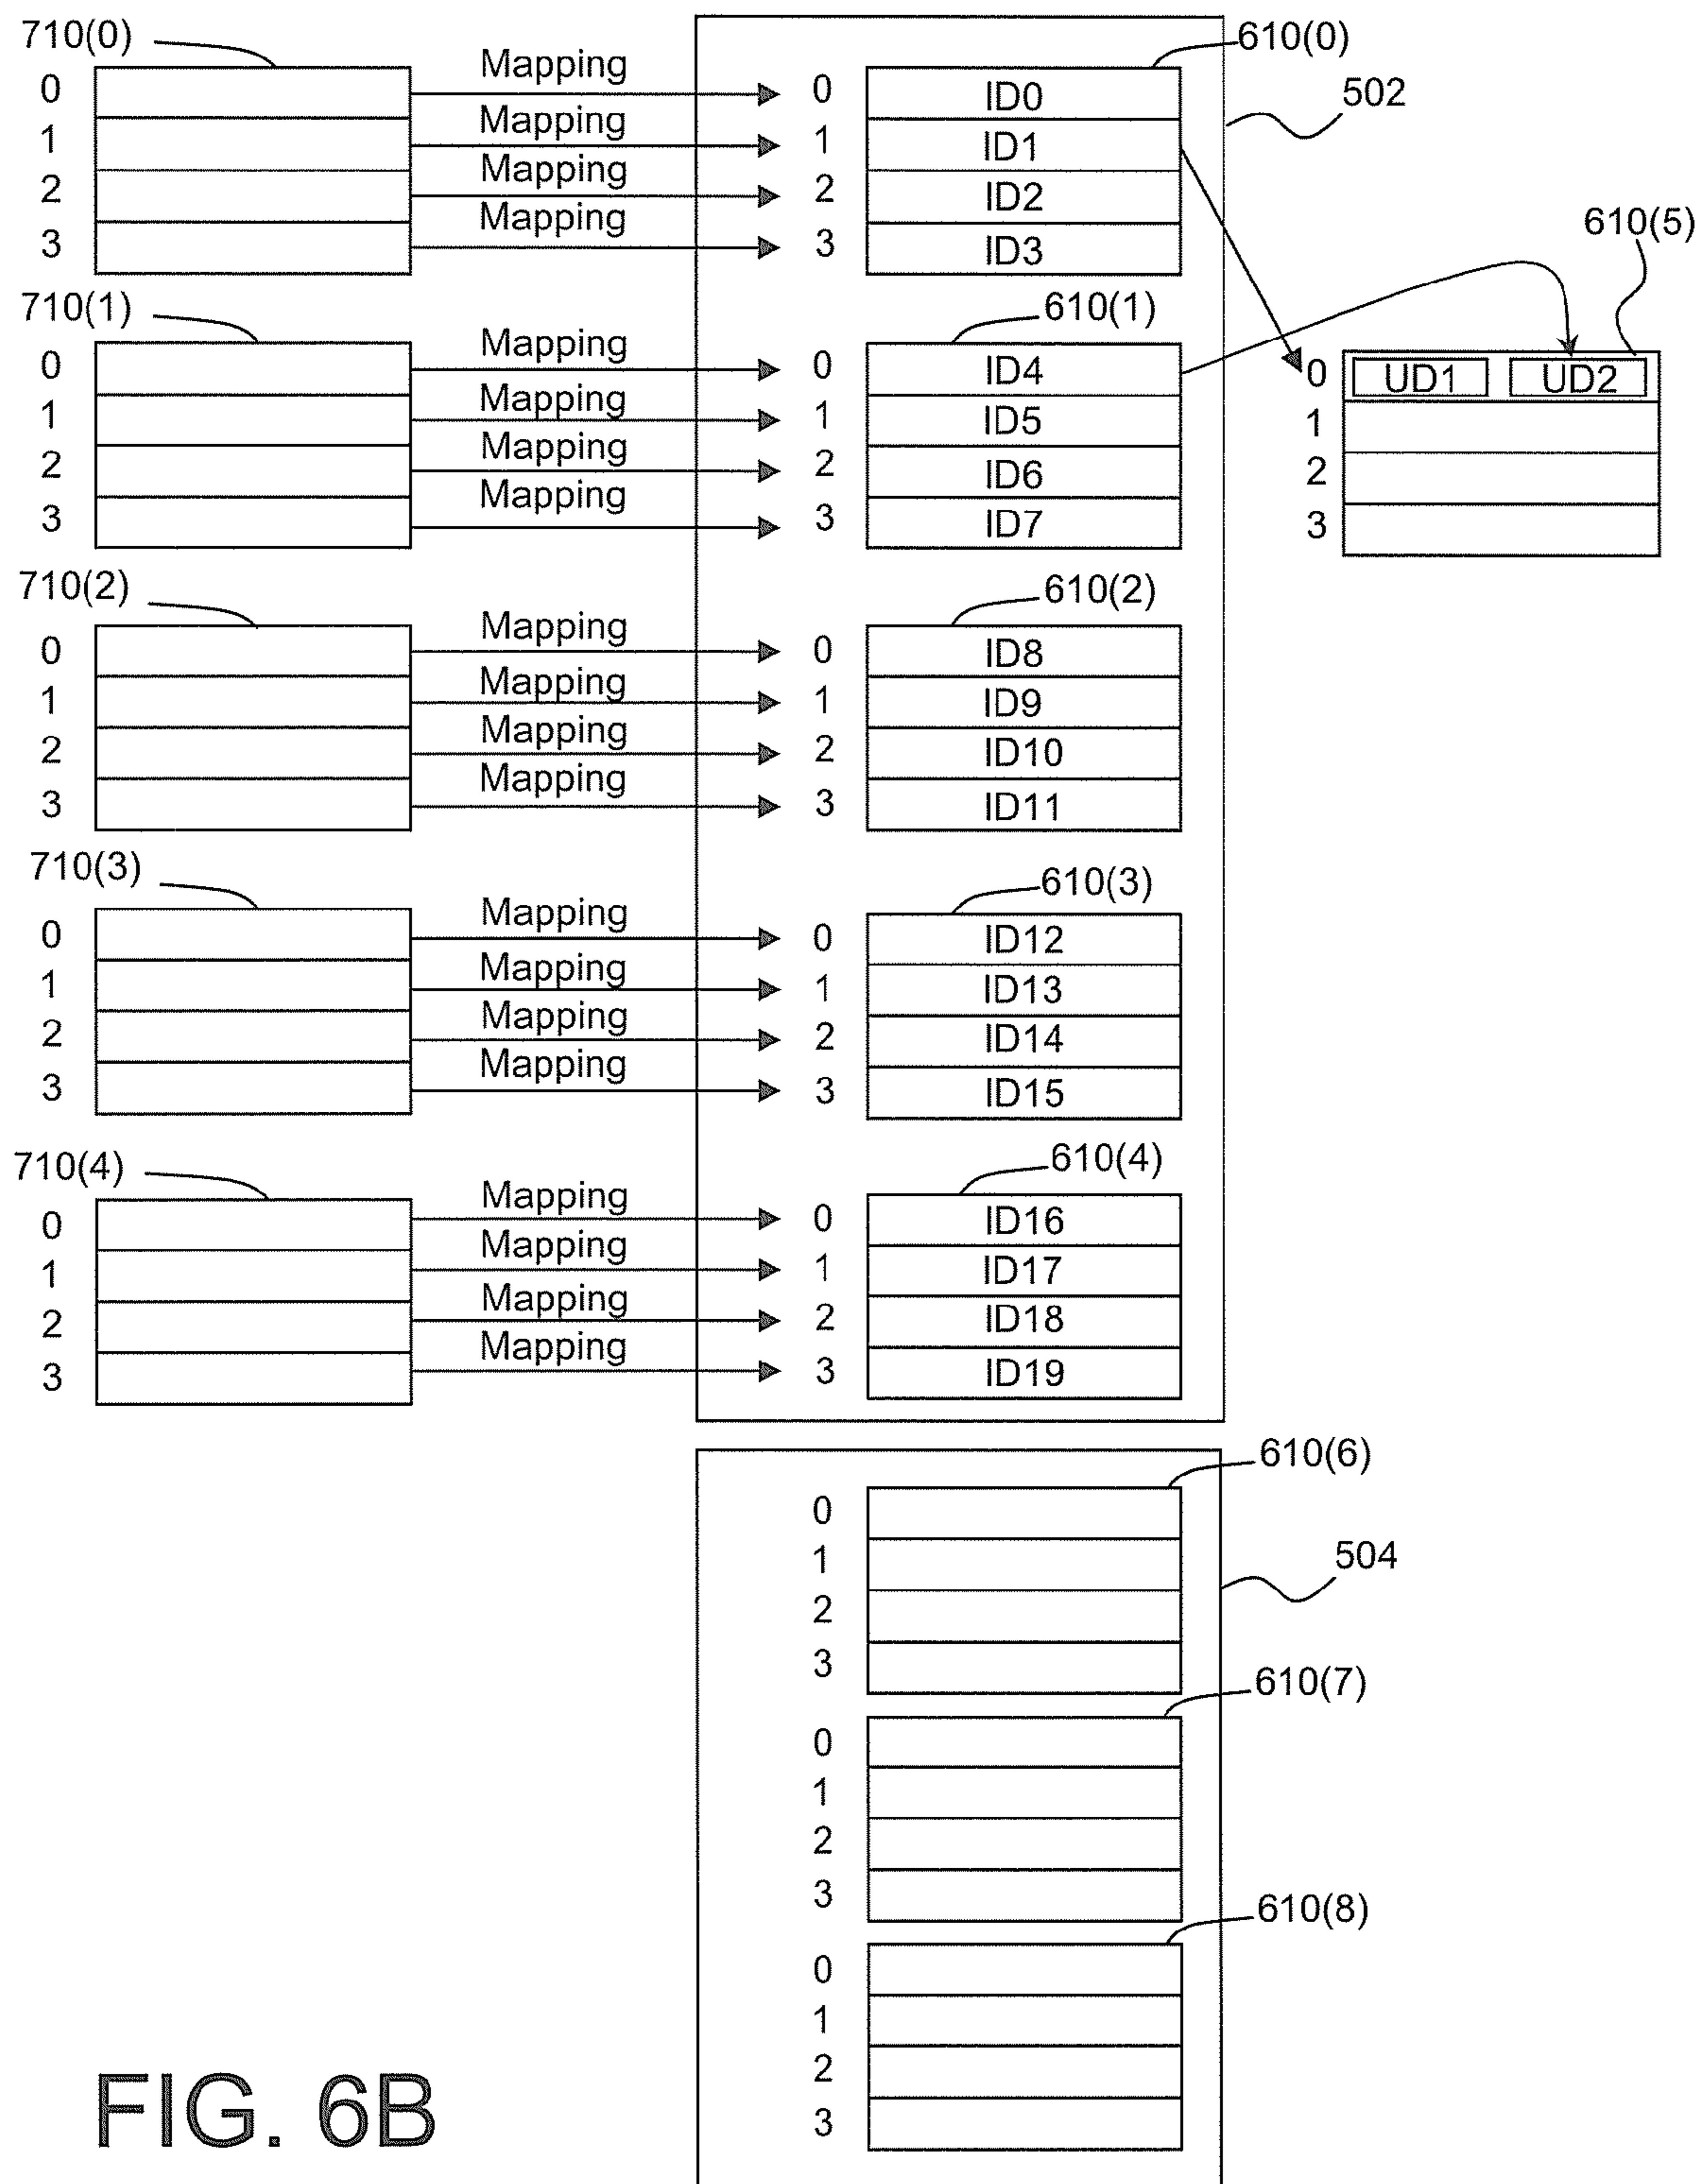 710(0) 610(0)
Mapping
0 0 ID0 502
Mapping
1 1 ID1
Mapping
2 2 ID2
Mapping 610(5)
3 3 ID3
710(1) 610(1)
Mapping
0 0 ID4 0 UD1 UD2
Mapping
1 1 ID5 1
Mapping
2 2 ID6 2
Mapping
3 3 ID7 3
710(2) 610(2)
Mapping
0 0 ID8
Mapping
1 1 ID9
Mapping
2 2 ID10
Mapping
3 3 ID11
710(3) 610(3)
Mapping
0 0 ID12
Mapping
1 1 ID13
Mapping
2 2 ID14
Mapping
3 3 ID15
710(4) 610(4)
Mapping
0 0 ID16
Mapping
1 1 ID17
Mapping
2 2 ID18
Mapping
3 3 ID19
610(6)
0
1 504
2
3
610(7)
0
1
2
3
610(8)
0
1
2
3
FIG. 6B